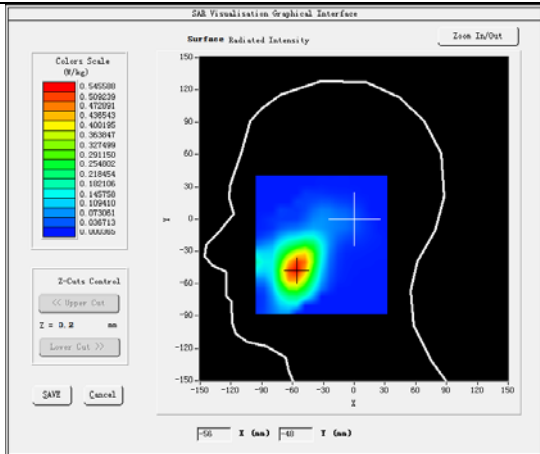 SAR Visualisation Graphical Interface
Surface Radiated Intensity
Zoom In/Out
Colors Scale
(W/kg)
0.545588
0.509239
0.472891
0.436543
0.400195
0.363847
0.327499
0.291150
0.254802
0.218454
0.182106
0.145758
0.109410
0.073061
0.036713
0.000365
Z-Cuts Control
<< Upper Cut
Z = 0.2 mm
Lower Cut >>
SAVE
Cancel
150
120
90
60
30
0
-30
-60
-90
-120
-150
Y
-150 -120 -90 -60 -30 0 30 60 90 120 150
X
-56 X (mm) -48 Y (mm)